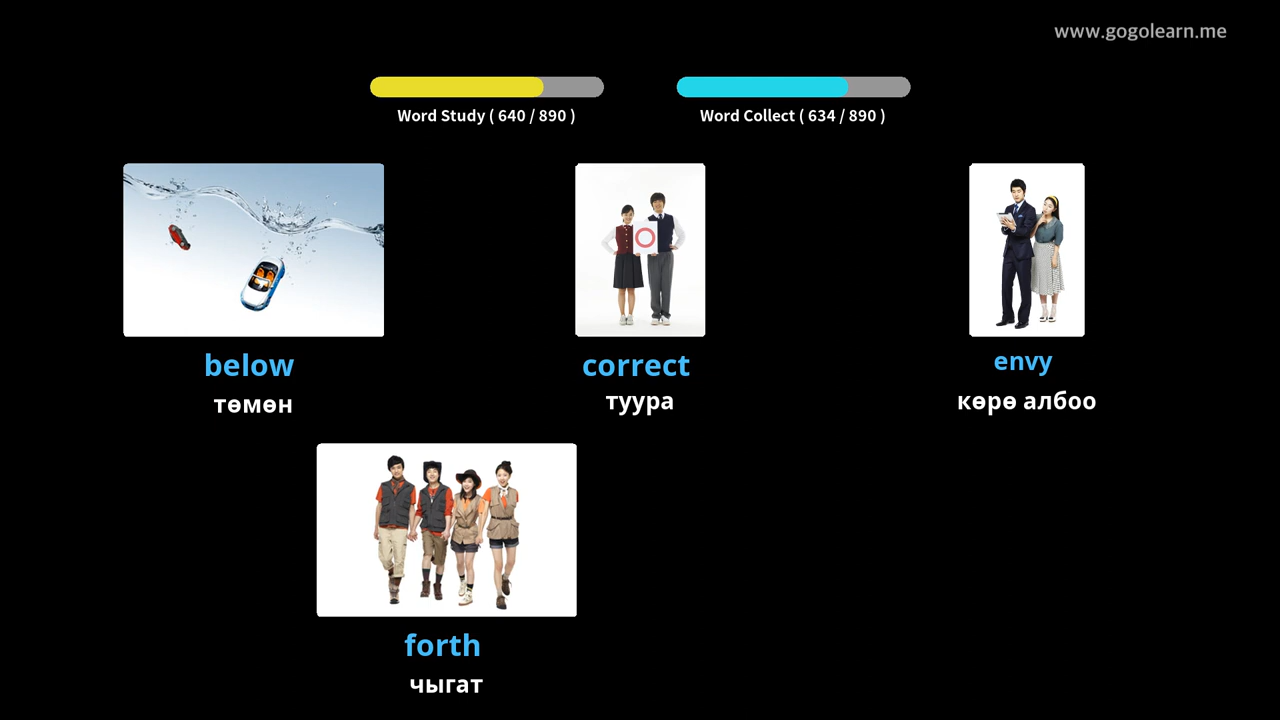 www.gogolearn.me
Word Study ( 640 / 890 )
Word Collect ( 634 / 890 )
below
төмөн
correct
туура
envy
көрө албоо
forth
чыгат